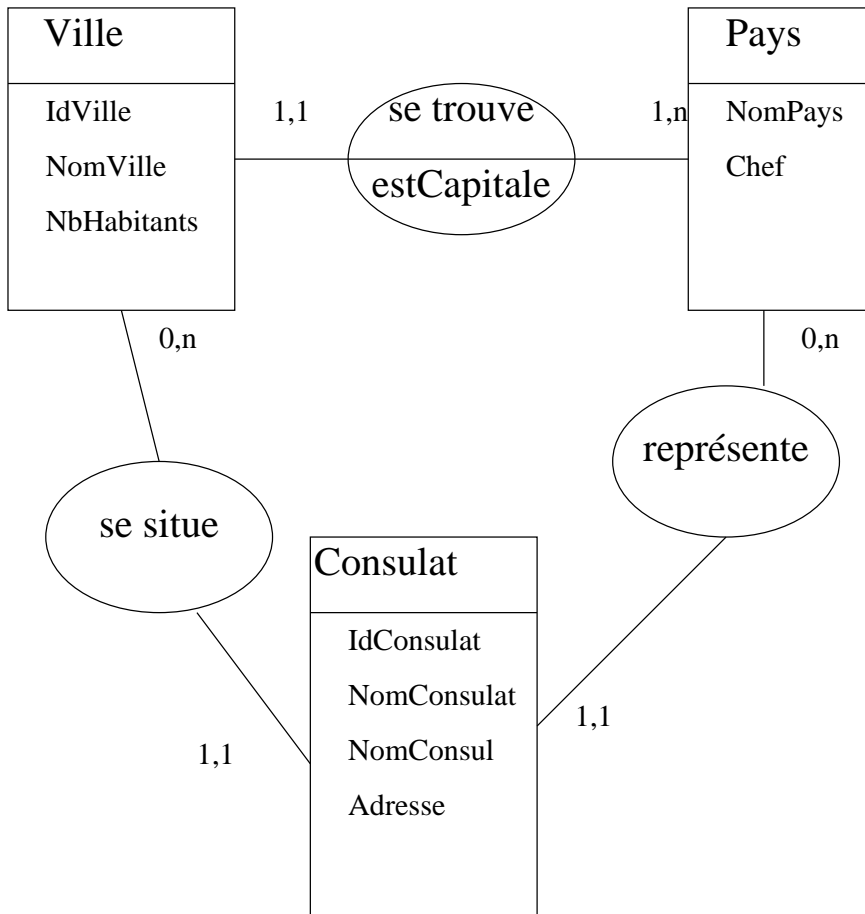 Ville
IdVille
NomVille
NbHabitants
1,1
se trouve
estCapitale
1,n
Pays
NomPays
Chef
0,n
0,n
se situe
représente
1,1
1,1
Consulat
IdConsulat
NomConsulat
NomConsul
Adresse